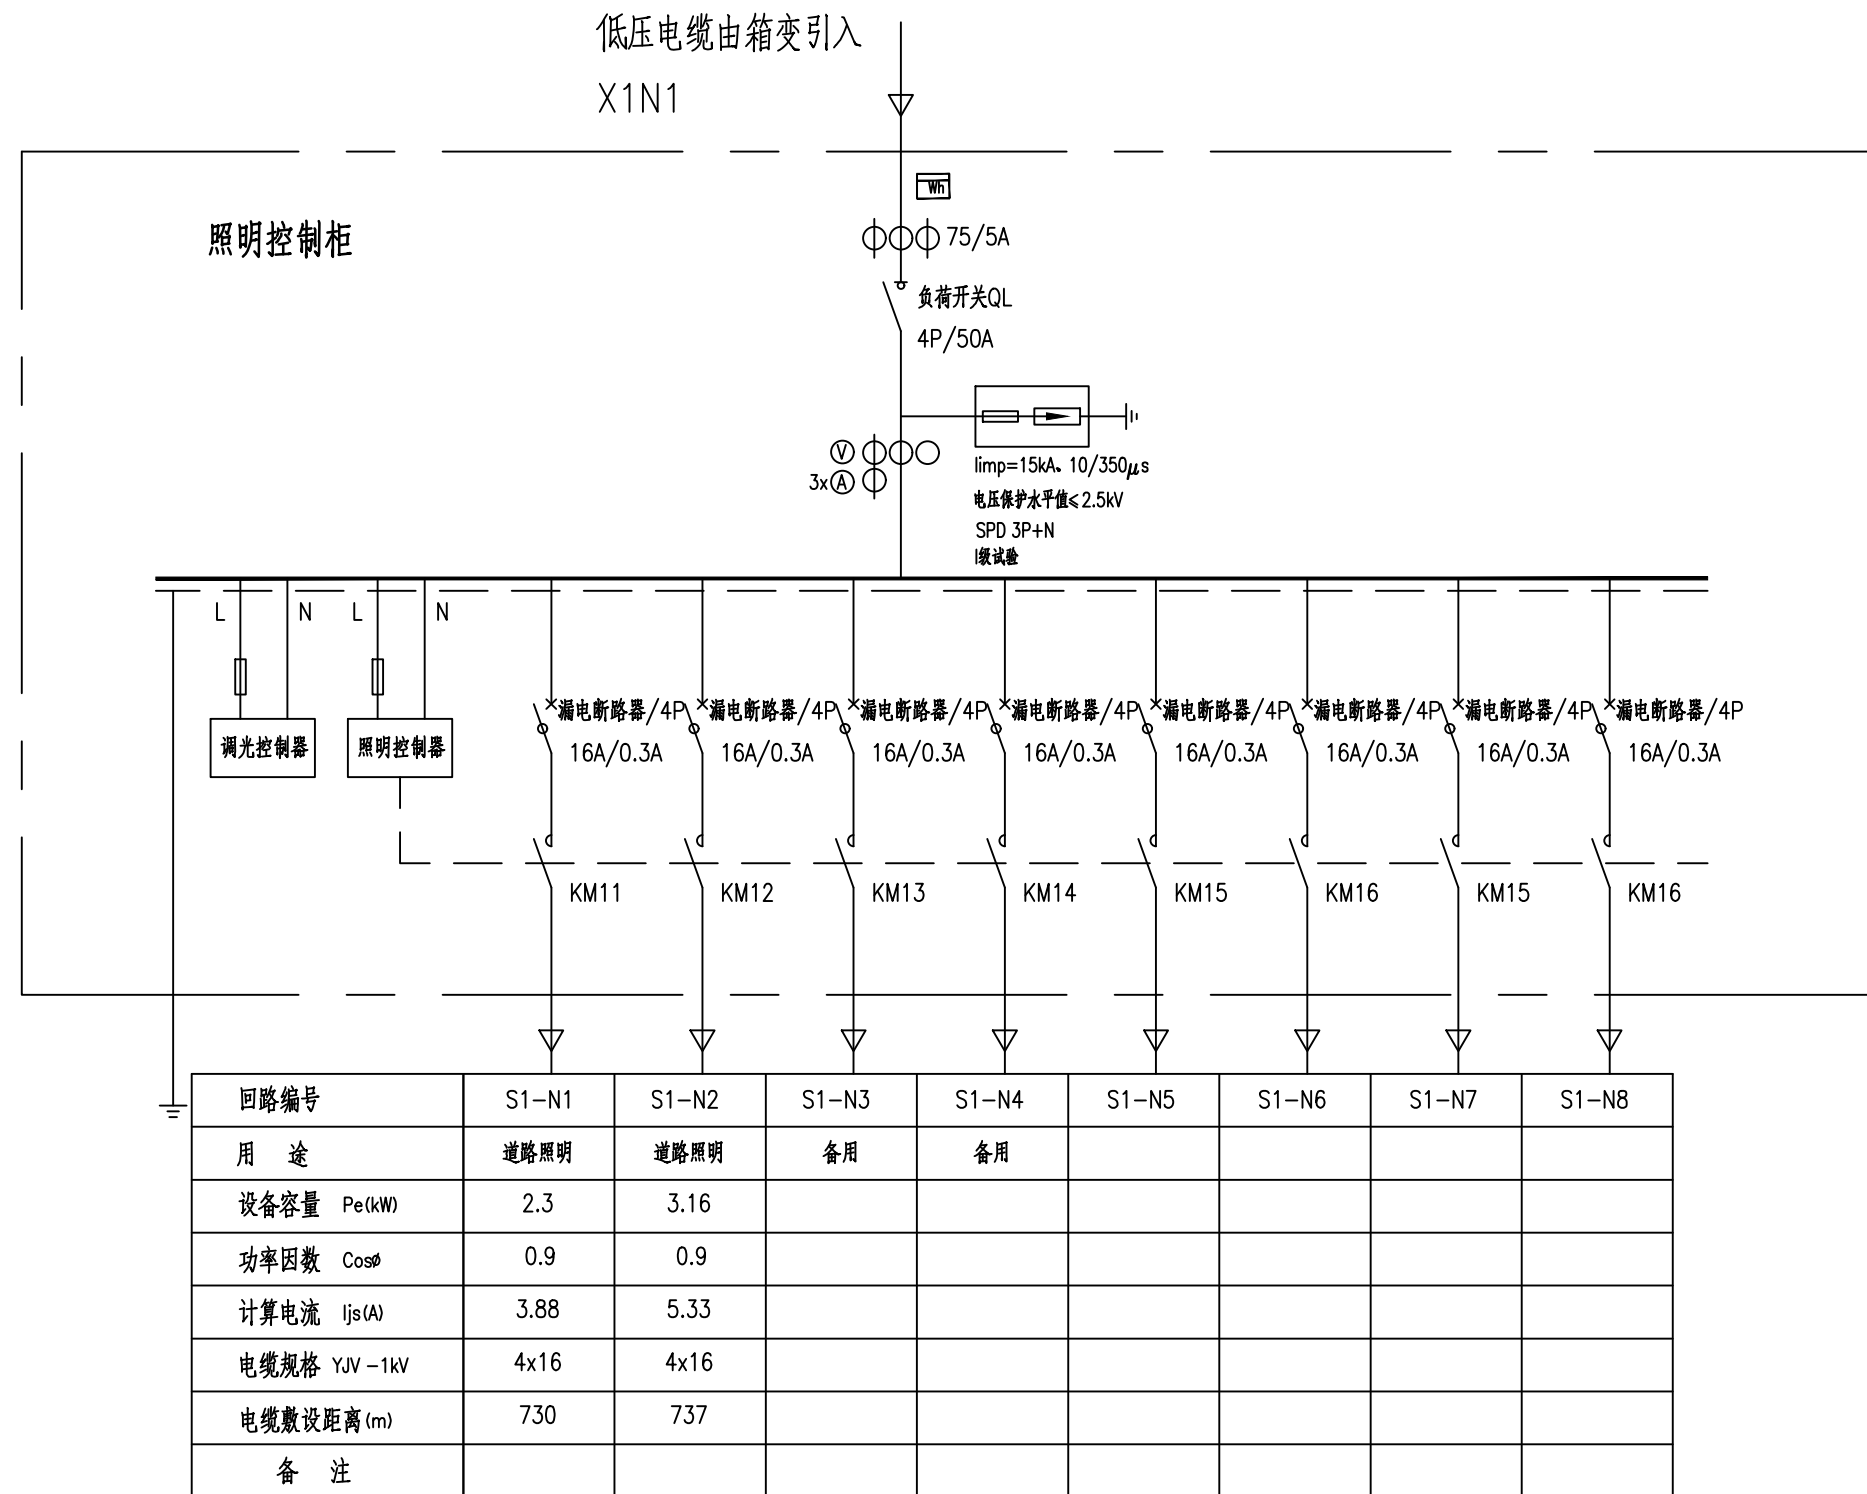 低压电缆由箱变引入
X1N1
Wh
照明控制柜
75/5A
负荷开关QL
4P/50A
V
3x A
Iimp=15kA、10/350μs
电压保护水平值≤2.5kV
SPD 3P+N
I级试验
L N L N
漏电断路器/4P 漏电断路器/4P 漏电断路器/4P 漏电断路器/4P 漏电断路器/4P 漏电断路器/4P 漏电断路器/4P 漏电断路器/4P
调光控制器 照明控制器 16A/0.3A 16A/0.3A 16A/0.3A 16A/0.3A 16A/0.3A 16A/0.3A 16A/0.3A 16A/0.3A
KM11 KM12 KM13 KM14 KM15 KM16 KM15 KM16
回路编号 S1-N1 S1-N2 S1-N3 S1-N4 S1-N5 S1-N6 S1-N7 S1-N8
用 途 道路照明 道路照明 备用 备用
设备容量 Pe(kW) 2.3 3.16
功率因数 Cosø 0.9 0.9
计算电流 Ijs(A) 3.88 5.33
电缆规格 YJV-1kV 4x16 4x16
电缆敷设距离(m) 730 737
备 注